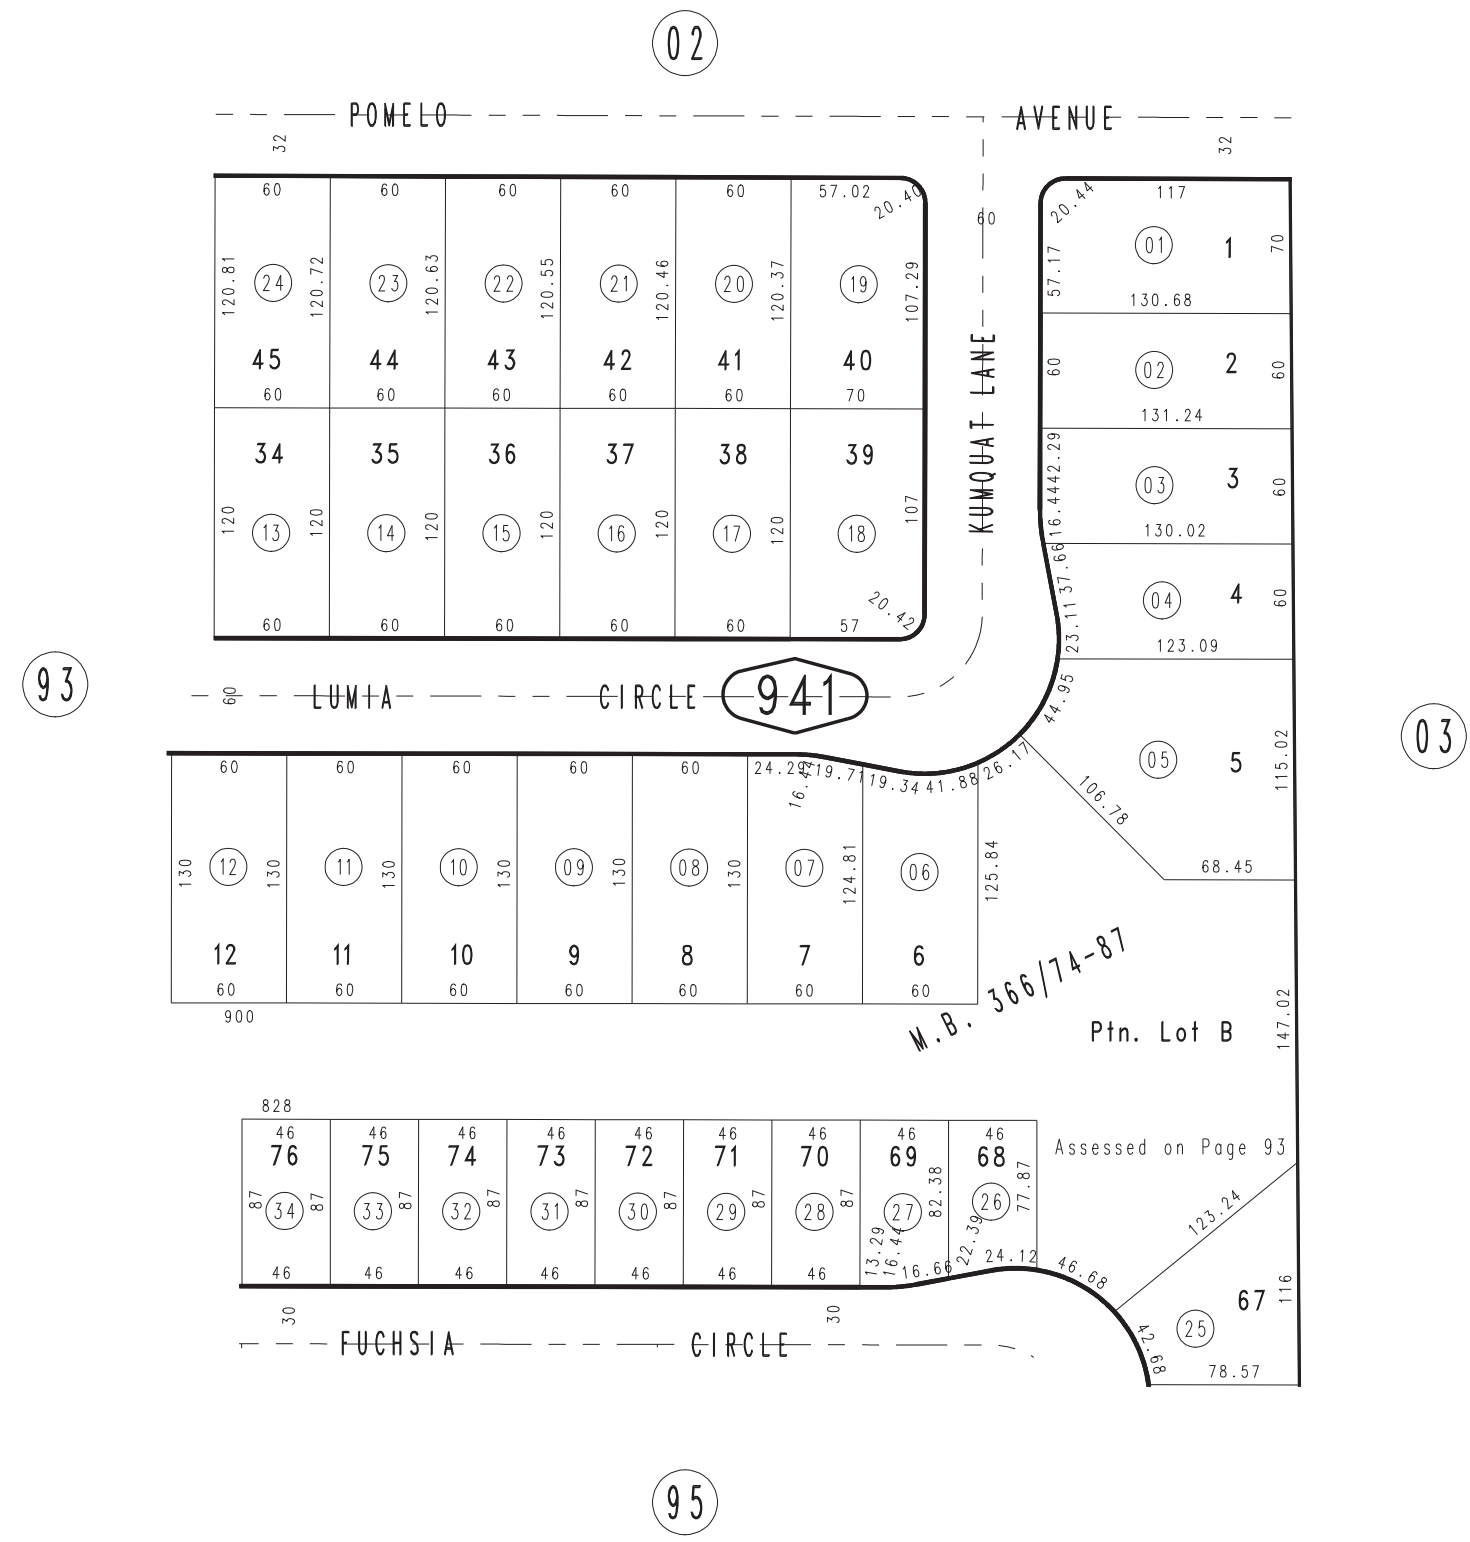 02
POMELO AVENUE
32 32
60 60 60 60 60 57.02 20.40 20.44 117
60
120.81 24 120.72 23 120.63 22 120.55 21 120.46 20 120.37 19 107.29 57.17 01 1 70
130.68
45 44 43 42 41 40
60 60 60 60 60 70
KUMQUAT LANE
60 02 2 60
131.24
34 35 36 37 38 39
120 13 120 14 120 15 120 16 120 17 120 18 107
42.29 16.44 03 3 60
130.02
37.66 23.11 04 4 60
123.09
60 60 60 60 60 57 20.42
93
60 LUMIA CIRCLE 941
03
44.95 05 5 115.02
106.78
68.45
60 60 60 60 60 24.29 16.44 19.71 19.34 41.88 26.17
130 12 130 11 130 10 130 09 130 08 130 07 124.81 06 125.84
12 11 10 9 8 7 6
60 60 60 60 60 60 60
900
M.B. 366/74-87
Ptn. Lot B
147.02
Assessed on Page 93
828
46 46 46 46 46 46 46 46 46
76 75 74 73 72 71 70 69 68
87 34 87 33 87 32 87 31 87 30 87 29 87 28 87 27 82.38 26 77.87
46 46 46 46 46 46 46 13.29 16.44 16.66 22.39 24.12 46.68
123.24
67 116
25
42.68
78.57
30 30
FUCHSIA CIRCLE
95